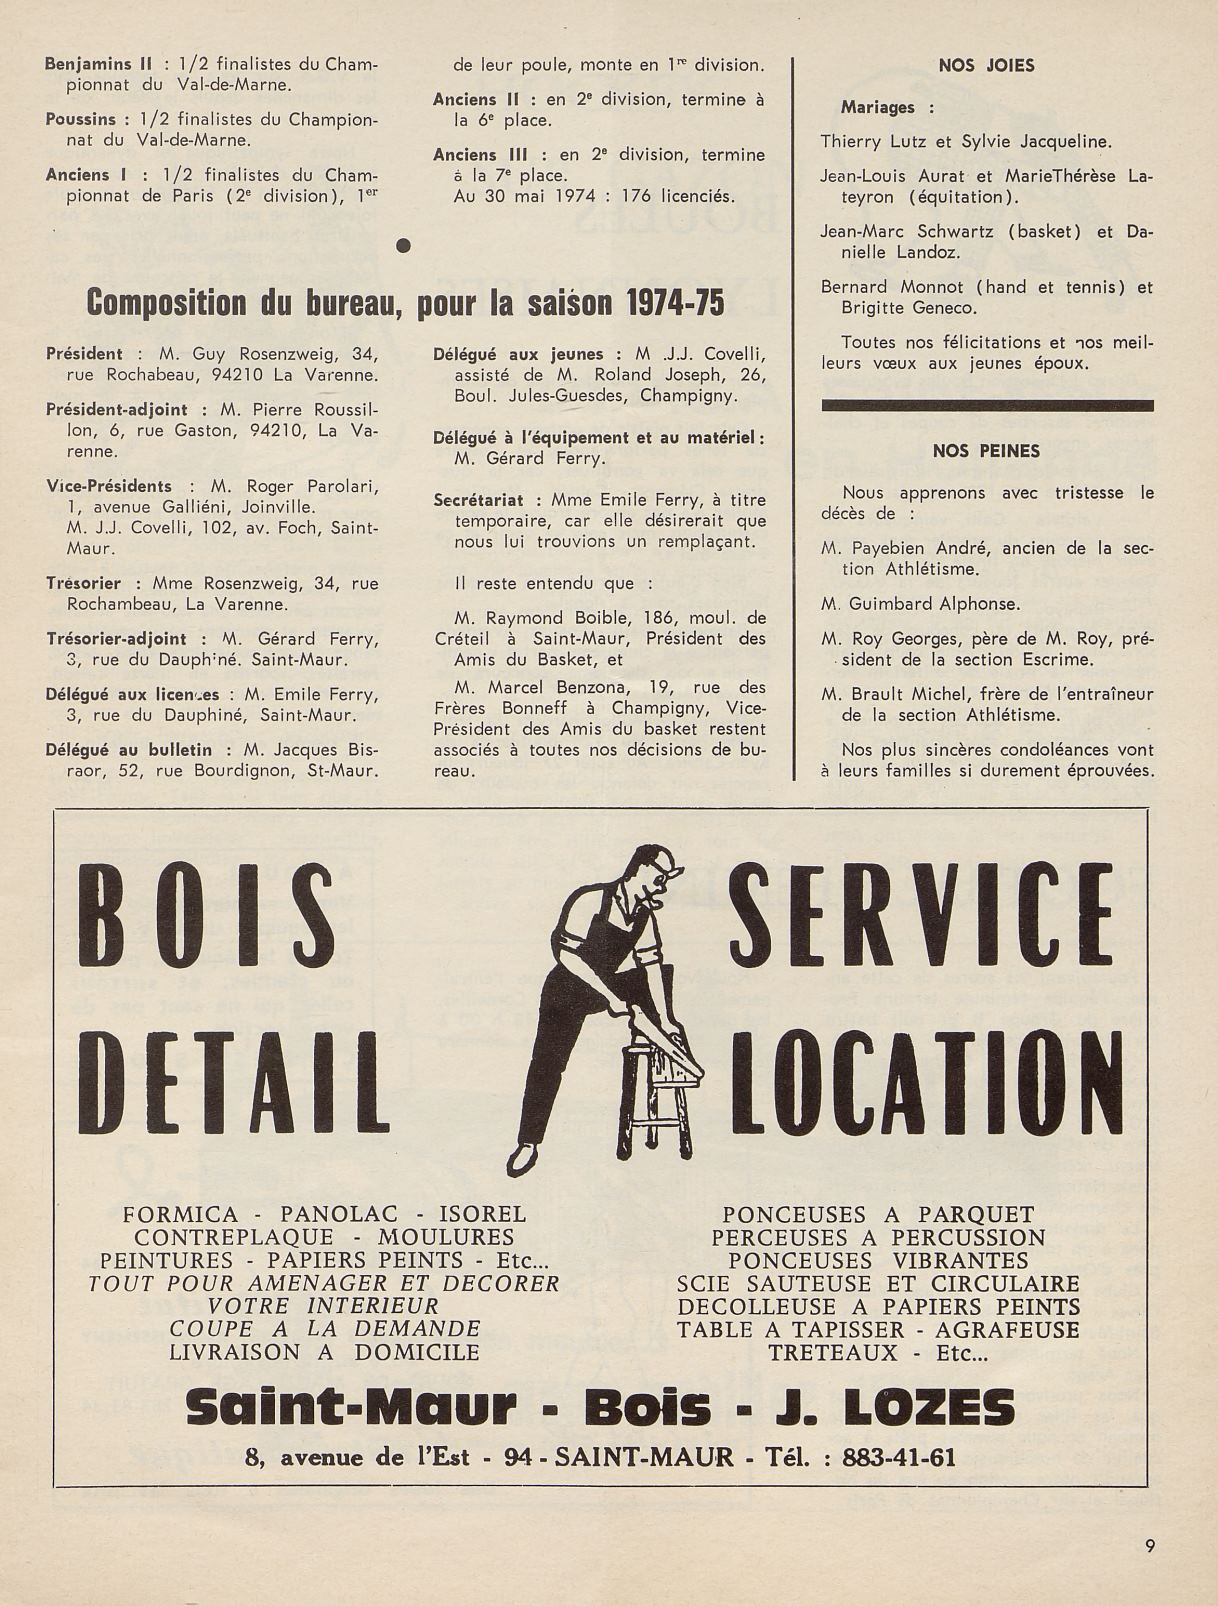 Benjamins II : 1/2 finalistes du Cham-
pionnat du Val-de-Marne.
Poussins : 1/2 finalistes du Champion-
nat du Val-de-Marne.
Anciens I : 1/2 finalistes du Cham-
pionnat de Paris (2e division), 1er
de leur poule, monte en 1re division.
Anciens II : en 2e division, termine à
la 6e place.
Anciens III : en 2e division, termine
à la 7e place.
Au 30 mai 1974 : 176 licenciés.
Composition du bureau, pour la saison 1974-75
Président : M. Guy Rosenzweig, 34,
rue Rochabeau, 94210 La Varenne.
Président-adjoint : M. Pierre Roussil-
lon, 6, rue Gaston, 94210, La Va-
renne.
Vice-Présidents : M. Roger Parolari,
1, avenue Galliéni, Joinville.
M. J.J. Covelli, 102, av. Foch, Saint-
Maur.
Trésorier : Mme Rosenzweig, 34, rue
Rochambeau, La Varenne.
Trésorier-adjoint : M. Gérard Ferry,
3, rue du Dauphiné. Saint-Maur.
Délégué aux licences : M. Emile Ferry,
3, rue du Dauphiné, Saint-Maur.
Délégué au bulletin : M. Jacques Bis-
raor, 52, rue Bourdignon, St-Maur.
Délégué aux jeunes : M .J.J. Covelli,
assisté de M. Roland Joseph, 26,
Boul. Jules-Guesdes, Champigny.
Délégué à l'équipement et au matériel :
M. Gérard Ferry.
Secrétariat : Mme Emile Ferry, à titre
temporaire, car elle désirerait que
nous lui trouvions un remplaçant.
Il reste entendu que :
M. Raymond Boible, 186, moul. de
Créteil à Saint-Maur, Président des
Amis du Basket, et
M. Marcel Benzona, 19, rue des
Frères Bonneff à Champigny, Vice-
Président des Amis du basket restent
associés à toutes nos décisions de bu-
reau.
NOS JOIES
Mariages :
Thierry Lutz et Sylvie Jacqueline.
Jean-Louis Aurat et MarieThérèse La-
teyron (équitation).
Jean-Marc Schwartz (basket) et Da-
nielle Landoz.
Bernard Monnot (hand et tennis) et
Brigitte Geneco.
Toutes nos félicitations et nos meil-
leurs vœux aux jeunes époux.
NOS PEINES
Nous apprenons avec tristesse le
décès de :
M. Payebien André, ancien de la sec-
tion Athlétisme.
M. Guimbard Alphonse.
M. Roy Georges, père de M. Roy, pré-
sident de la section Escrime.
M. Brault Michel, frère de l'entraîneur
de la section Athlétisme.
Nos plus sincères condoléances vont
à leurs familles si durement éprouvées.
BOIS
DETAIL
SERVICE
LOCATION
FORMICA - PANOLAC - ISOREL
CONTREPLAQUE - MOULURES
PEINTURES - PAPIERS PEINTS - Etc...
TOUT POUR AMENAGER ET DECORER
VOTRE INTERIEUR
COUPE A LA DEMANDE
LIVRAISON A DOMICILE
PONCEUSES A PARQUET
PERCEUSES A PERCUSSION
PONCEUSES VIBRANTES
SCIE SAUTEUSE ET CIRCULAIRE
DECOLLEUSE A PAPIERS PEINTS
TABLE A TAPISSER - AGRAFEUSE
TRETEAUX - Etc...
Saint-Maur - Bois - J. LOZES
8, avenue de l'Est - 94 - SAINT-MAUR - Tél. : 883-41-61
9